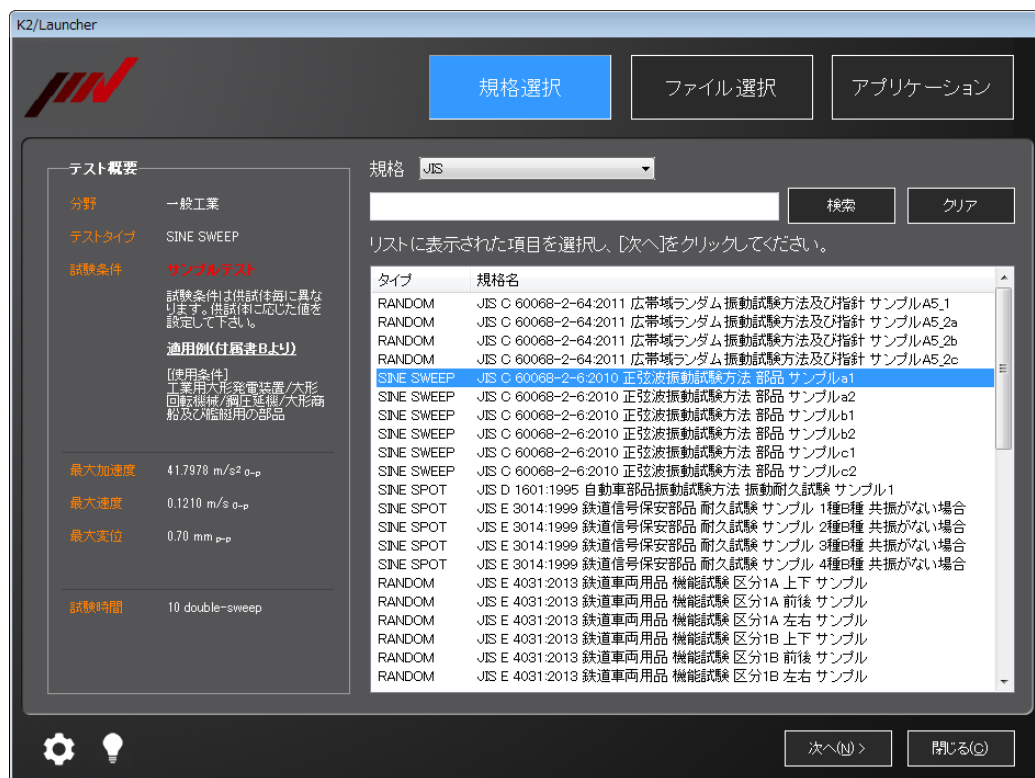 K2/Launcher
規格選択
ファイル選択
アプリケーション
テスト概要
分野 一般工業
テストタイプ SINE SWEEP
試験条件 サンプルテスト
試験条件は供試体毎に異な
ります。供試体に応じた値を
設定して下さい。
適用例(付属書Bより)
[使用条件]
工業用大形発電装置/大形
回転機械/鋼圧延機/大形商
船及び艦艇用の部品
最大加速度 41.7978 m/s² 0-p
最大速度 0.1210 m/s 0-p
最大変位 0.70 mm p-p
試験時間 10 double-sweep
規格 JIS
検索
クリア
リストに表示された項目を選択し、[次へ]をクリックしてください。
タイプ 規格名
RANDOM JIS C 60068-2-64:2011 広帯域ランダム振動試験方法及び指針 サンプルA5_1
RANDOM JIS C 60068-2-64:2011 広帯域ランダム振動試験方法及び指針 サンプルA5_2a
RANDOM JIS C 60068-2-64:2011 広帯域ランダム振動試験方法及び指針 サンプルA5_2b
RANDOM JIS C 60068-2-64:2011 広帯域ランダム振動試験方法及び指針 サンプルA5_2c
SINE SWEEP JIS C 60068-2-6:2010 正弦波振動試験方法 部品 サンプルa1
SINE SWEEP JIS C 60068-2-6:2010 正弦波振動試験方法 部品 サンプルa2
SINE SWEEP JIS C 60068-2-6:2010 正弦波振動試験方法 部品 サンプルb1
SINE SWEEP JIS C 60068-2-6:2010 正弦波振動試験方法 部品 サンプルb2
SINE SWEEP JIS C 60068-2-6:2010 正弦波振動試験方法 部品 サンプルc1
SINE SWEEP JIS C 60068-2-6:2010 正弦波振動試験方法 部品 サンプルc2
SINE SPOT JIS D 1601:1995 自動車部品振動試験方法 振動耐久試験 サンプル1
SINE SPOT JIS E 3014:1999 鉄道信号保安部品 耐久試験 サンプル 1種B種 共振がない場合
SINE SPOT JIS E 3014:1999 鉄道信号保安部品 耐久試験 サンプル 2種B種 共振がない場合
SINE SPOT JIS E 3014:1999 鉄道信号保安部品 耐久試験 サンプル 3種B種 共振がない場合
SINE SPOT JIS E 3014:1999 鉄道信号保安部品 耐久試験 サンプル 4種B種 共振がない場合
RANDOM JIS E 4031:2013 鉄道車両用品 機能試験 区分1A 上下 サンプル
RANDOM JIS E 4031:2013 鉄道車両用品 機能試験 区分1A 前後 サンプル
RANDOM JIS E 4031:2013 鉄道車両用品 機能試験 区分1A 左右 サンプル
RANDOM JIS E 4031:2013 鉄道車両用品 機能試験 区分1B 上下 サンプル
RANDOM JIS E 4031:2013 鉄道車両用品 機能試験 区分1B 前後 サンプル
RANDOM JIS E 4031:2013 鉄道車両用品 機能試験 区分1B 左右 サンプル
次へ(N) >
閉じる(C)